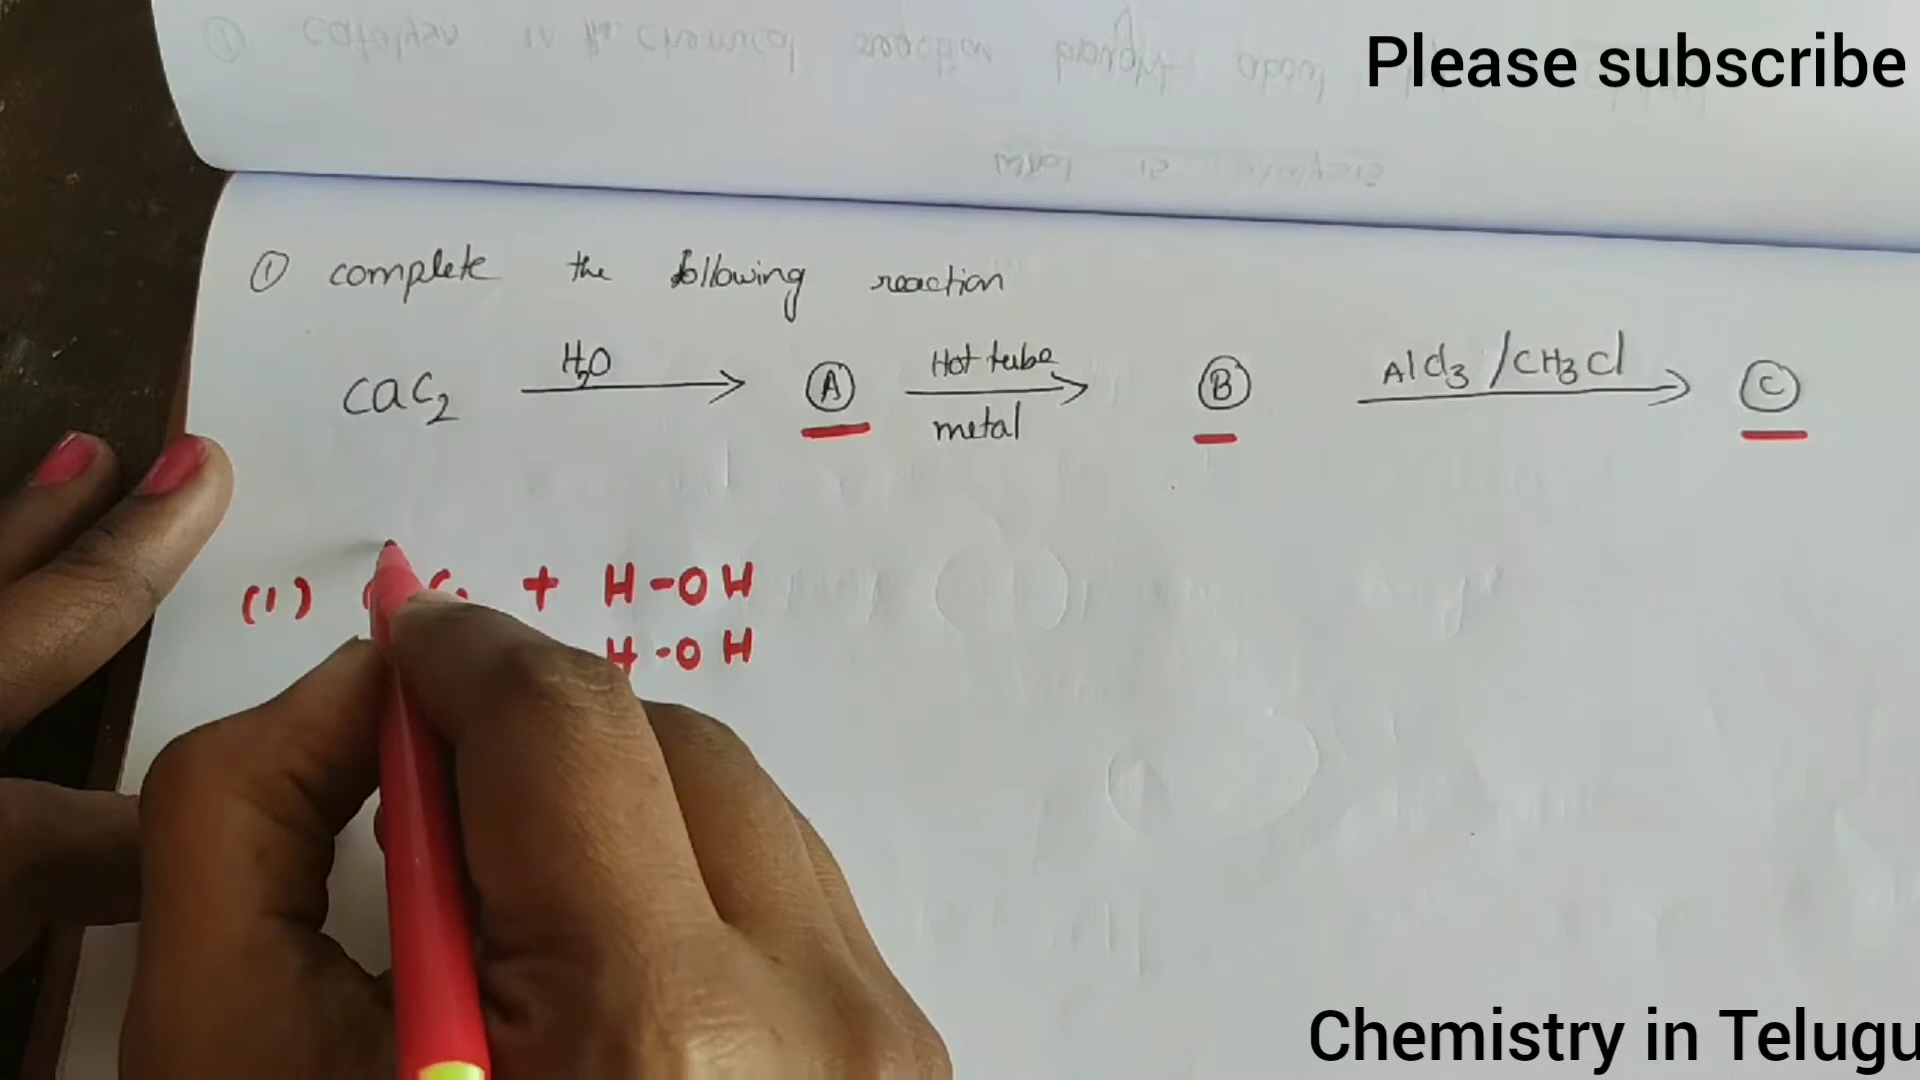 Please subscribe
① complete the following reaction
CaC2 H2O → Ⓐ Hot tube → Ⓑ AlCl3 /CH3Cl → Ⓒ
metal
(1) + H-OH
H-OH
Chemistry in Telugu